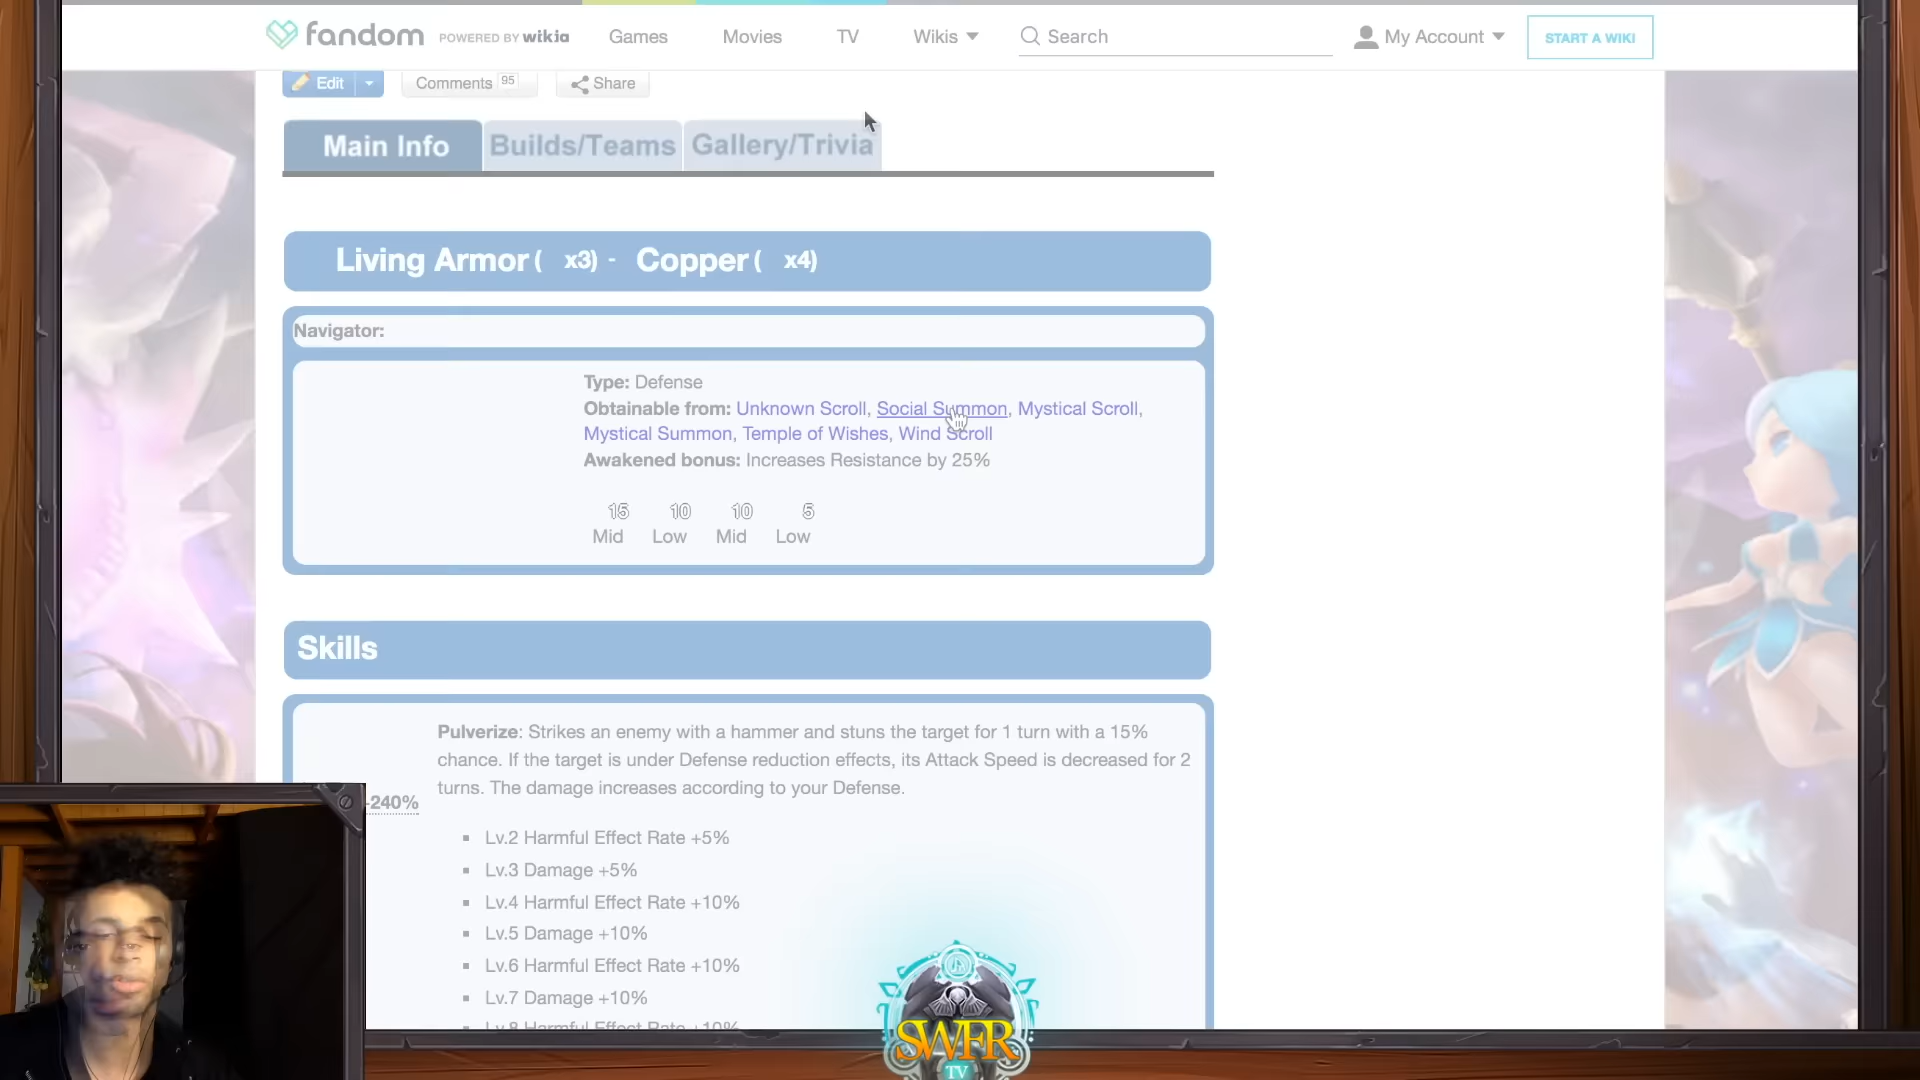 fandom POWERED BY wikia Games Movies TV Wikis Search My Account START A WIKI
Edit Comments 95 Share
Main Info Builds/Teams Gallery/Trivia
Living Armor ( x3) - Copper ( x4)
Navigator:
Type: Defense
Obtainable from: Unknown Scroll, Social Summon, Mystical Scroll,
Mystical Summon, Temple of Wishes, Wind Scroll
Awakened bonus: Increases Resistance by 25%
15 10 10 5
Mid Low Mid Low
Skills
Pulverize: Strikes an enemy with a hammer and stuns the target for 1 turn with a 15%
chance. If the target is under Defense reduction effects, its Attack Speed is decreased for 2
turns. The damage increases according to your Defense.
-240%
Lv.2 Harmful Effect Rate +5%
Lv.3 Damage +5%
Lv.4 Harmful Effect Rate +10%
Lv.5 Damage +10%
Lv.6 Harmful Effect Rate +10%
Lv.7 Damage +10%
Lv.8 Harmful Effect Rate +10%
SWFR
TV